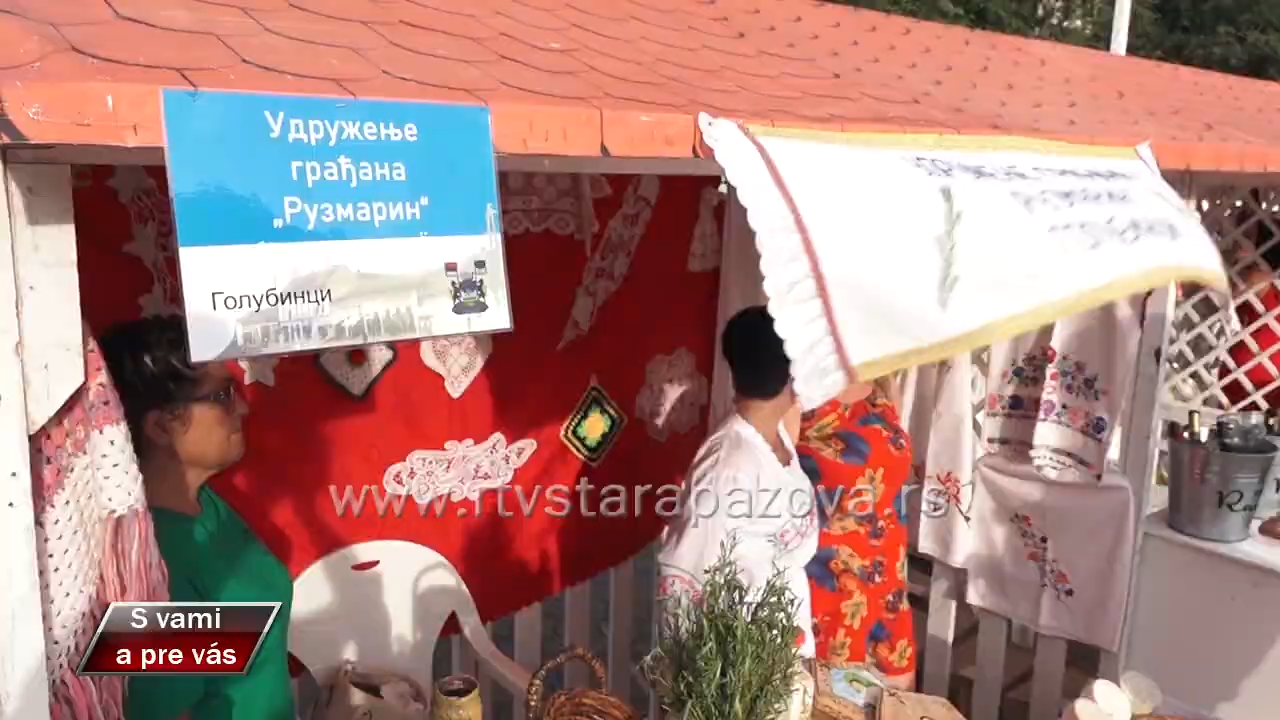 Удружење
грађана
„Рузмарин“
Голубинци
www.rtvstarapazova.rs
S vami
a pre vás